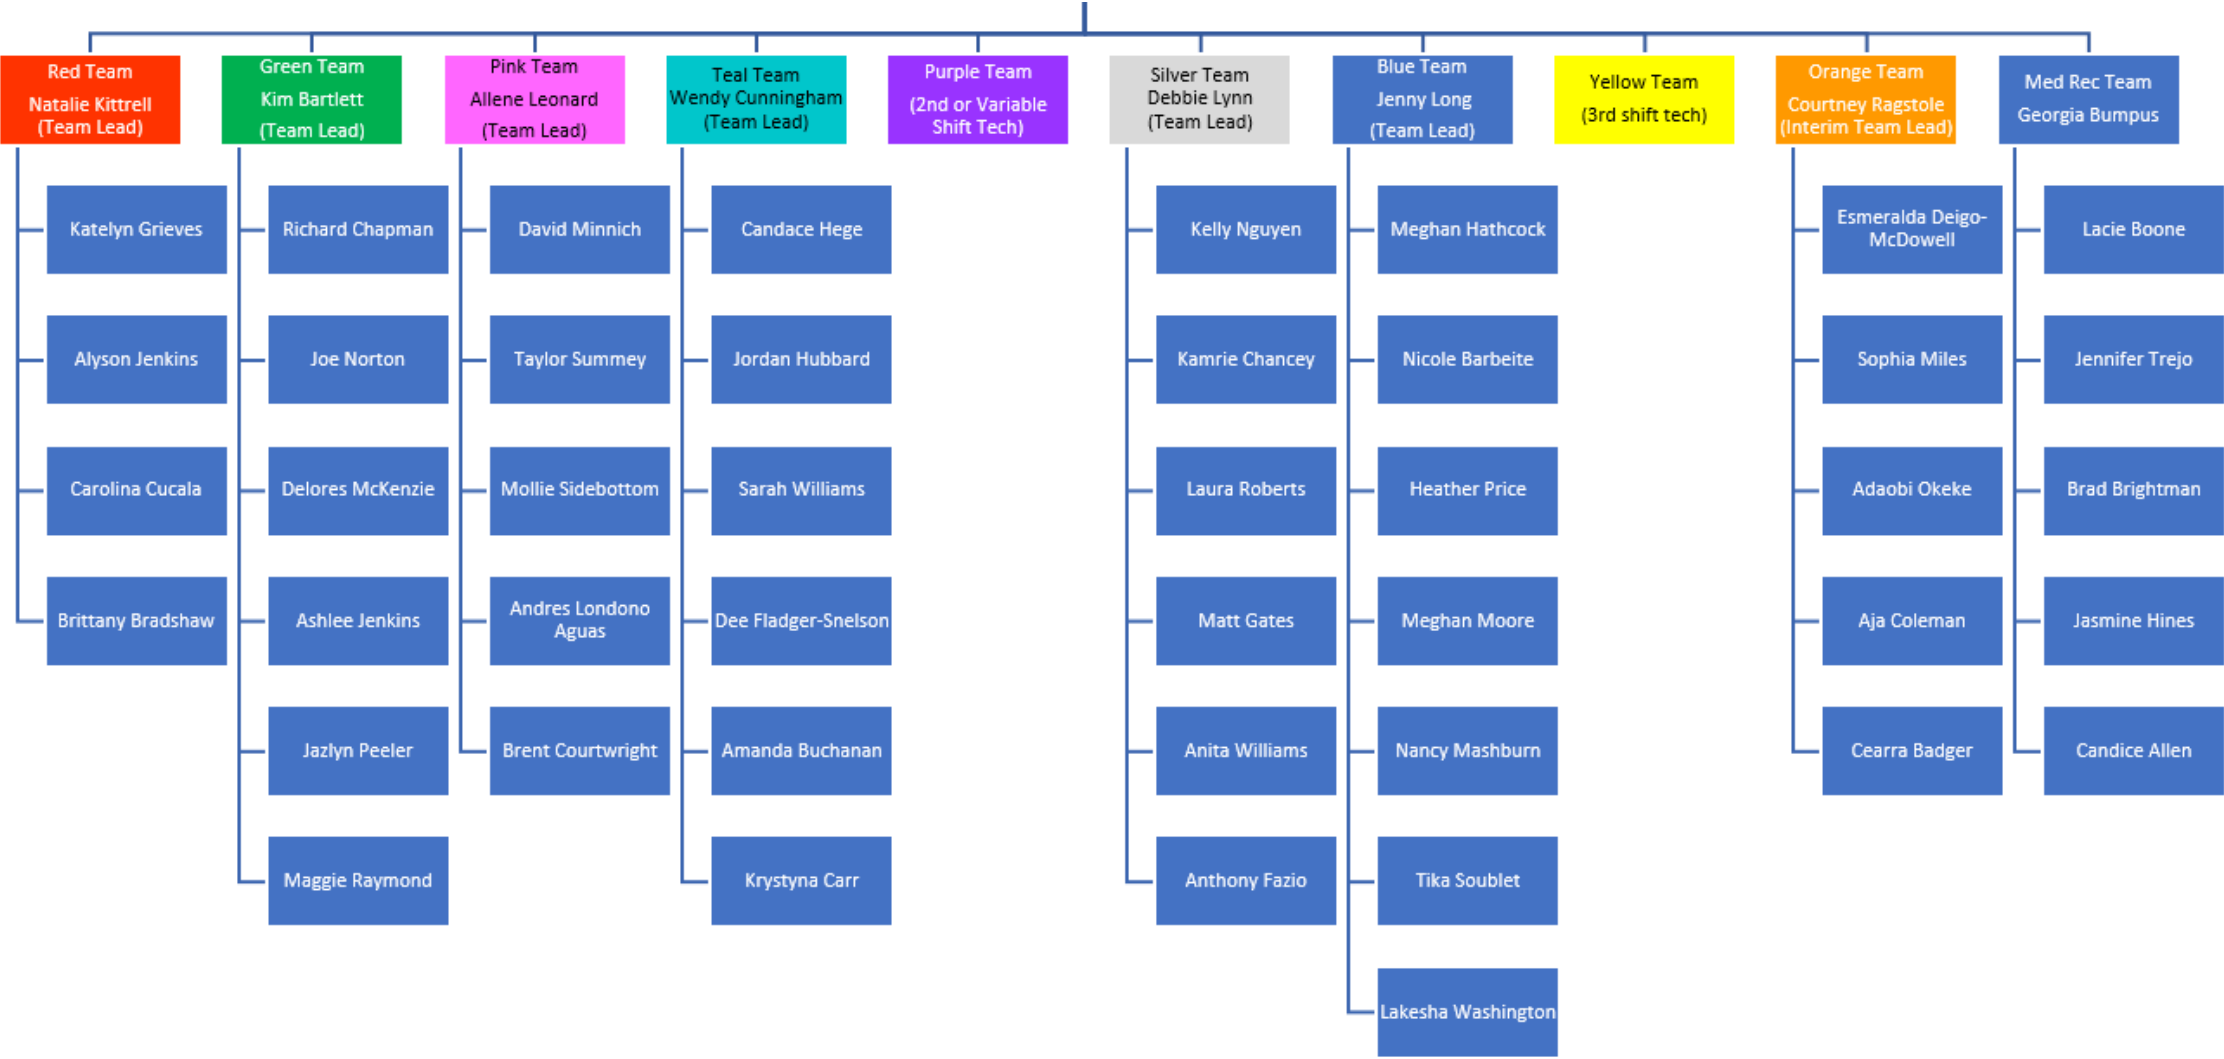 Red Team
Natalie Kittrell
(Team Lead)
Katelyn Grieves
Alyson Jenkins
Carolina Cucala
Brittany Bradshaw
Green Team
Kim Bartlett
(Team Lead)
Richard Chapman
Joe Norton
Delores McKenzie
Ashlee Jenkins
Jazlyn Peeler
Maggie Raymond
Pink Team
Allene Leonard
(Team Lead)
David Minnich
Taylor Summey
Mollie Sidebottom
Andres Londono
Aguas
Brent Courtwright
Teal Team
Wendy Cunningham
(Team Lead)
Candace Hege
Jordan Hubbard
Sarah Williams
Dee Fladger-Snelson
Amanda Buchanan
Krystyna Carr
Purple Team
(2nd or Variable
Shift Tech)
Silver Team
Debbie Lynn
(Team Lead)
Kelly Nguyen
Kamrie Chancey
Laura Roberts
Matt Gates
Anita Williams
Anthony Fazio
Blue Team
Jenny Long
(Team Lead)
Meghan Hathcock
Nicole Barbeite
Heather Price
Meghan Moore
Nancy Mashburn
Tika Soublet
Lakesha Washington
Yellow Team
(3rd shift tech)
Orange Team
Courtney Ragstole
(Interim Team Lead)
Esmeralda Deigo-
McDowell
Sophia Miles
Adaobi Okeke
Aja Coleman
Cearra Badger
Med Rec Team
Georgia Bumpus
Lacie Boone
Jennifer Trejo
Brad Brightman
Jasmine Hines
Candice Allen